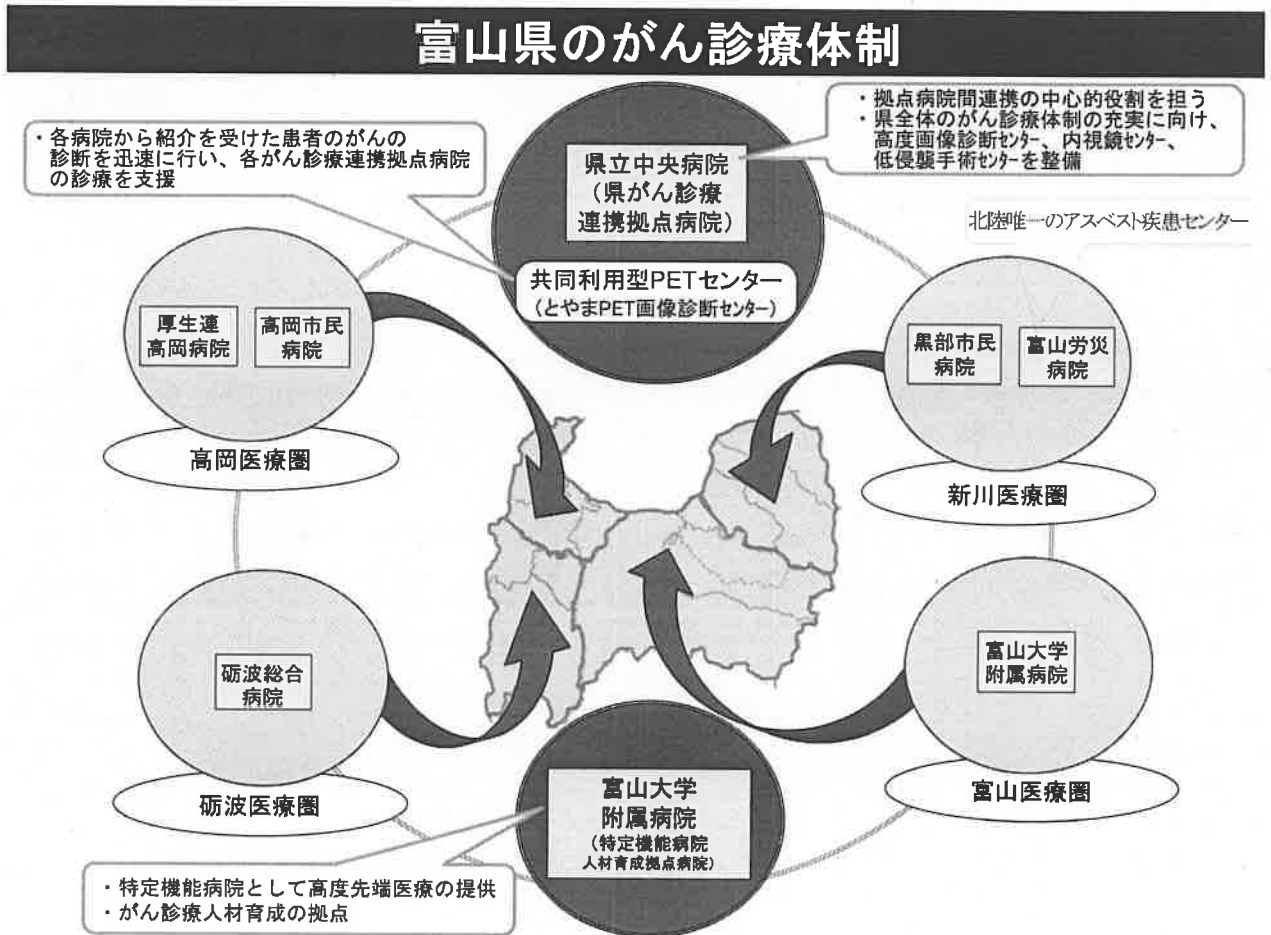 富山県のがん診療体制
・拠点病院間連携の中心的役割を担う
・県全体のがん診療体制の充実に向け、
高度画像診断センター、内視鏡センター、
低侵襲手術センターを整備
・各病院から紹介を受けた患者のがんの
診断を迅速に行い、各がん診療連携拠点病院
の診療を支援
県立中央病院
(県がん診療
連携拠点病院)
北陸唯一のアスベスト疾患センター
共同利用型PETセンター
(とやまPET画像診断センター)
厚生連
高岡病院
高岡市民
病院
高岡医療圏
黒部市民
病院
富山労災
病院
新川医療圏
砺波総合
病院
砺波医療圏
富山大学
附属病院
富山医療圏
富山大学
附属病院
(特定機能病院
人材育成拠点病院)
・特定機能病院として高度先端医療の提供
・がん診療人材育成の拠点